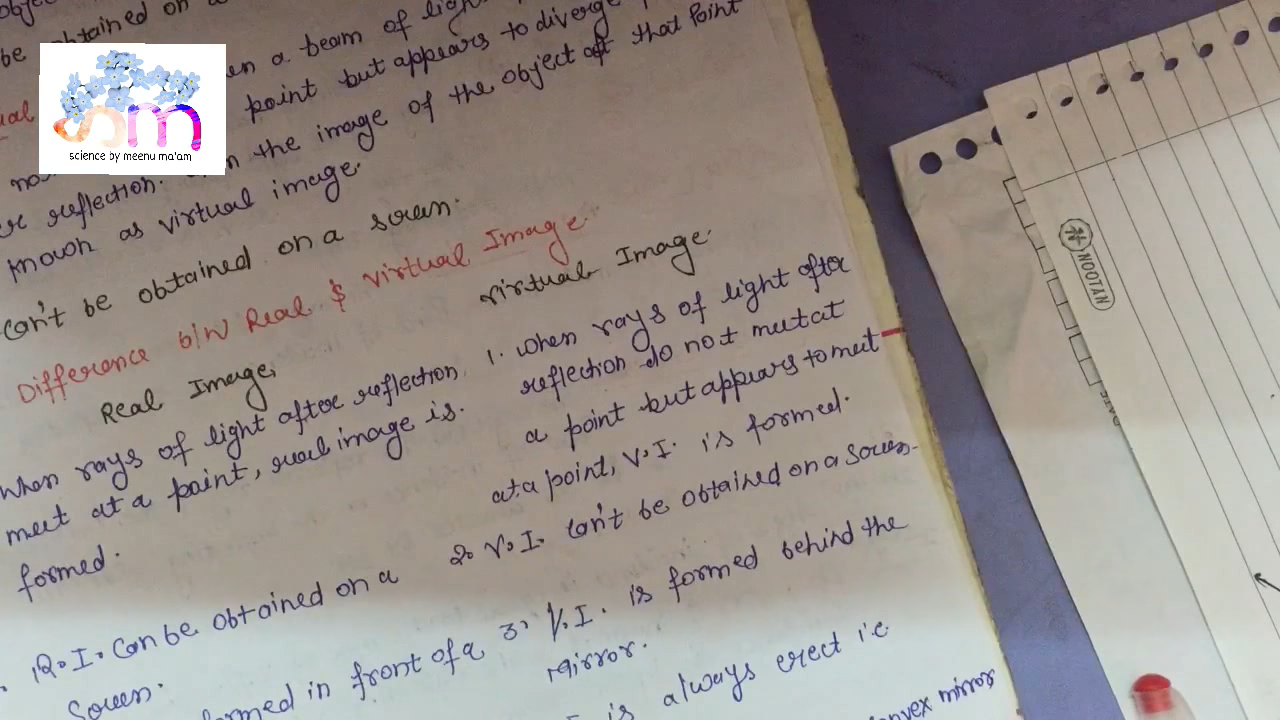 be obtained on
a beam of light
ual
point but appears to diverge
reflection. the image of the object at that point
known as virtual image.
can't be obtained on a screen.
science by meenu ma'am
Difference b/w Real & Virtual Image
Real Image
When rays of light after reflection
meet at a point, real image is.
formed.
R.I. can be obtained on a
screen.
formed in front of a
Virtual Image.
1. When rays of light after
reflection do not meet at
a point but appears to meet
at a point, V.I. is formed.
2. V.I. can't be obtained on a screen.
3. V.I. is formed behind the
Mirror.
is always erect i.e
convex mirror
NOOTAN